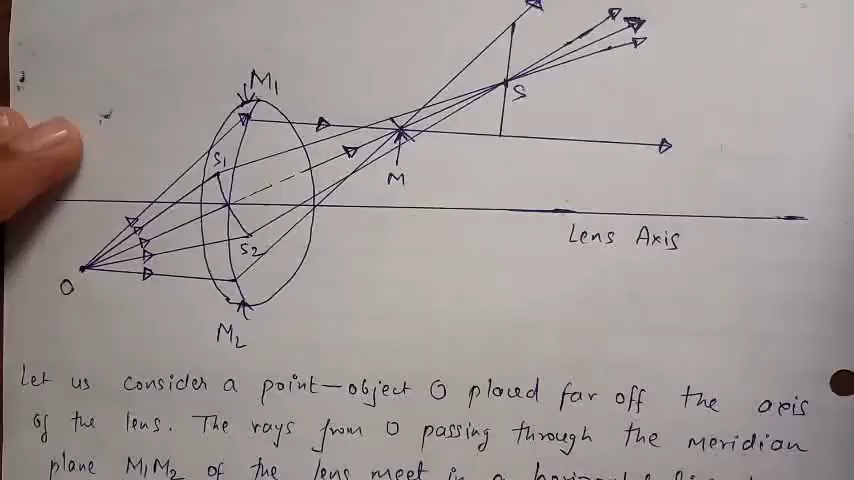 M1
S1
S
M
Lens Axis
S2
O
M2
Let us consider a point-object O placed far off the axis
of the lens. The rays from O passing through the meridian
plane M1M2 of the lens meet in a